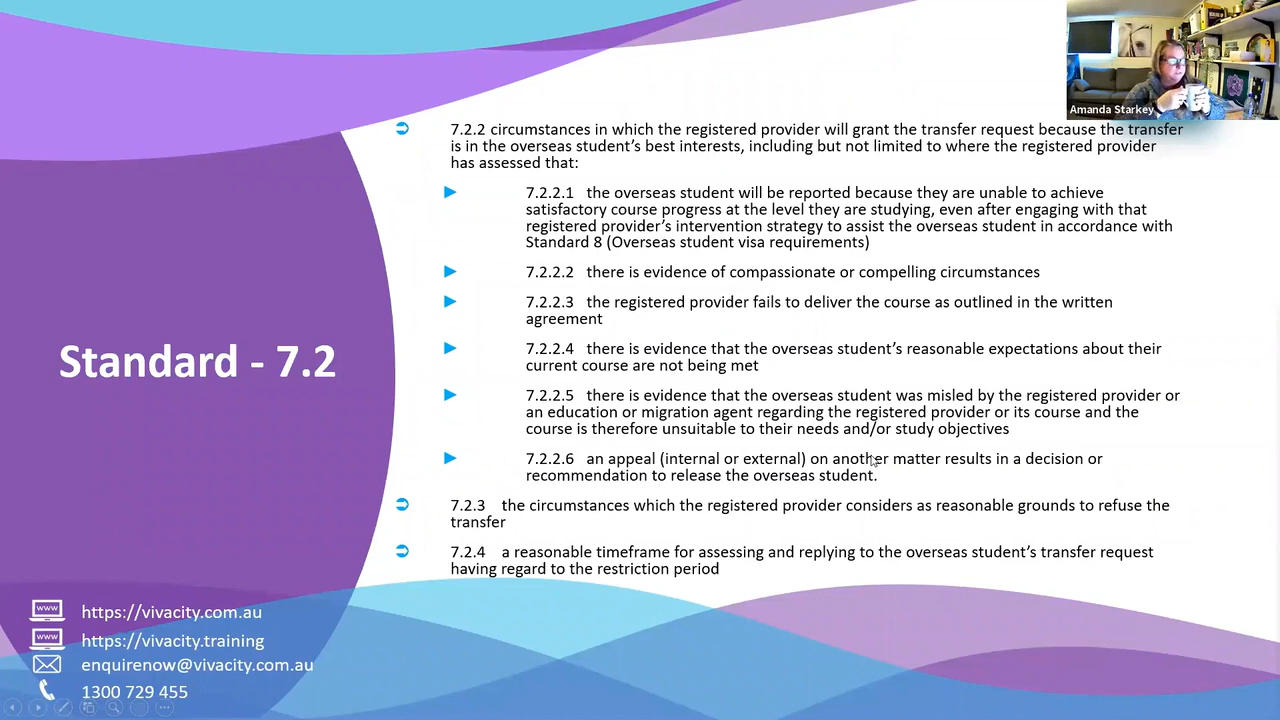 Amanda Starkey
7.2.2 circumstances in which the registered provider will grant the transfer request because the transfer
is in the overseas student's best interests, including but not limited to where the registered provider
has assessed that:
7.2.2.1 the overseas student will be reported because they are unable to achieve
satisfactory course progress at the level they are studying, even after engaging with that
registered provider's intervention strategy to assist the overseas student in accordance with
Standard 8 (Overseas student visa requirements)
7.2.2.2 there is evidence of compassionate or compelling circumstances
7.2.2.3 the registered provider fails to deliver the course as outlined in the written
agreement
7.2.2.4 there is evidence that the overseas student's reasonable expectations about their
current course are not being met
7.2.2.5 there is evidence that the overseas student was misled by the registered provider or
an education or migration agent regarding the registered provider or its course and the
course is therefore unsuitable to their needs and/or study objectives
7.2.2.6 an appeal (internal or external) on another matter results in a decision or
recommendation to release the overseas student.
7.2.3 the circumstances which the registered provider considers as reasonable grounds to refuse the
transfer
7.2.4 a reasonable timeframe for assessing and replying to the overseas student's transfer request
having regard to the restriction period
Standard - 7.2
www https://vivacity.com.au
www https://vivacity.training
enquirenow@vivacity.com.au
1300 729 455